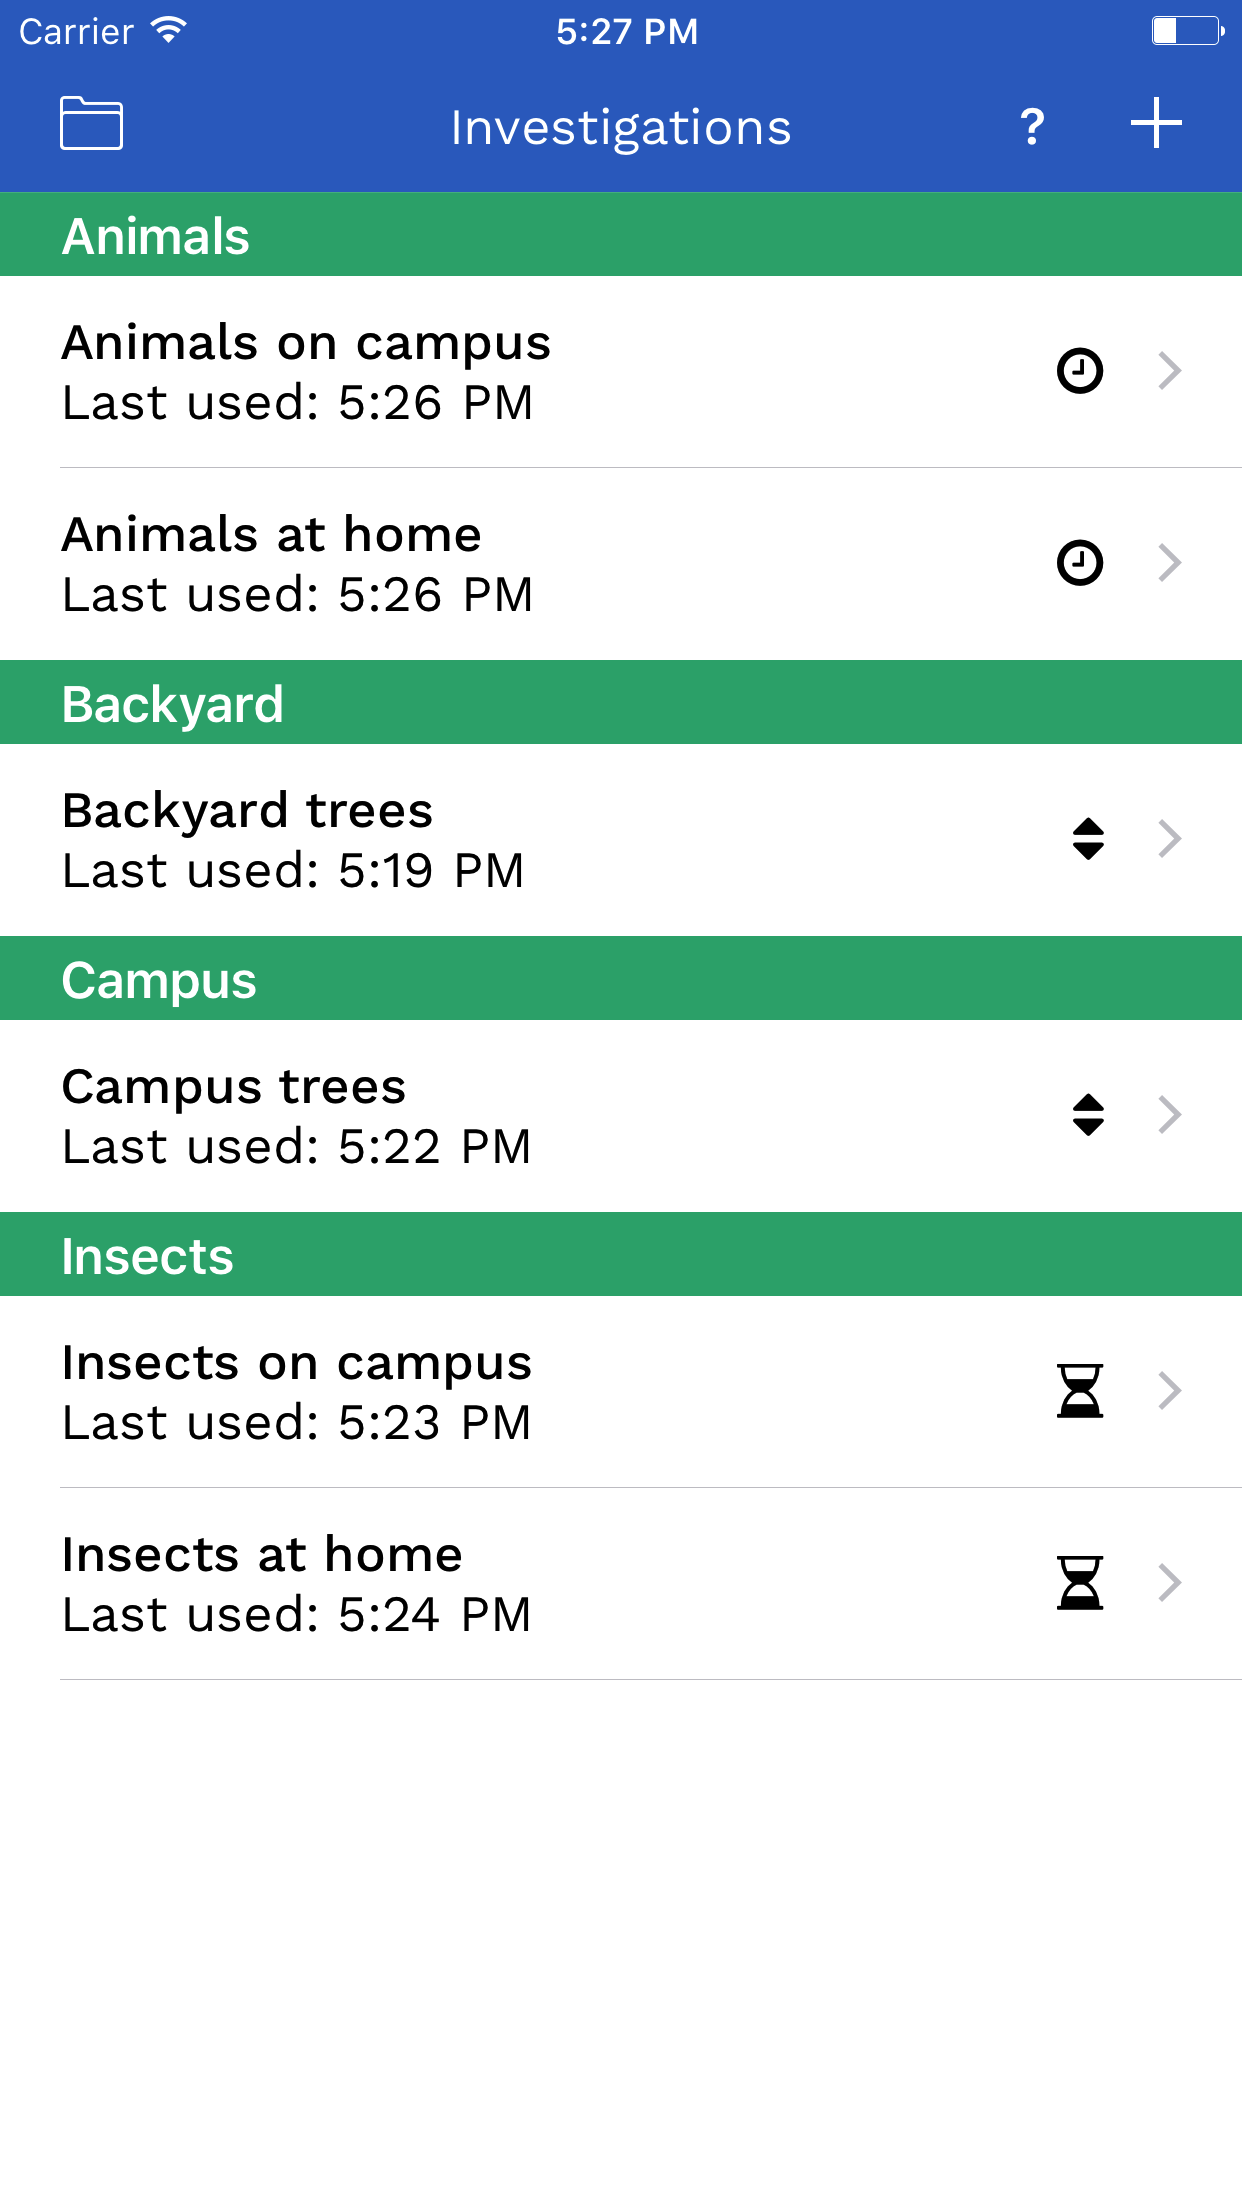 Carrier 5:27 PM
Investigations ?
Animals
Animals on campus
Last used: 5:26 PM
Animals at home
Last used: 5:26 PM
Backyard
Backyard trees
Last used: 5:19 PM
Campus
Campus trees
Last used: 5:22 PM
Insects
Insects on campus
Last used: 5:23 PM
Insects at home
Last used: 5:24 PM